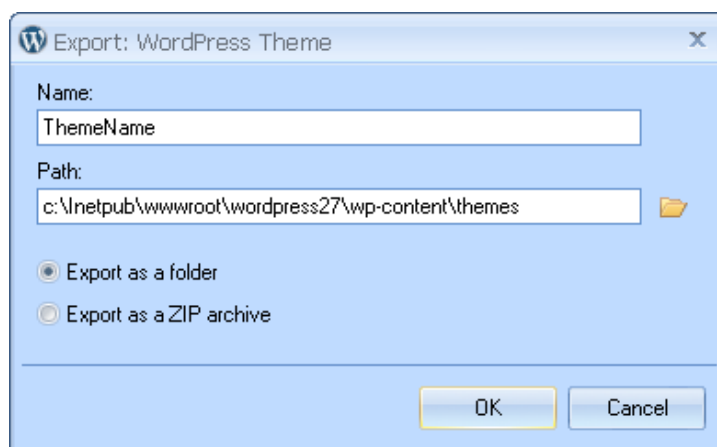 Export: WordPress Theme
Name:
ThemeName
Path:
c:\Inetpub\wwwroot\wordpress27\wp-content\themes
Export as a folder
Export as a ZIP archive
OK Cancel